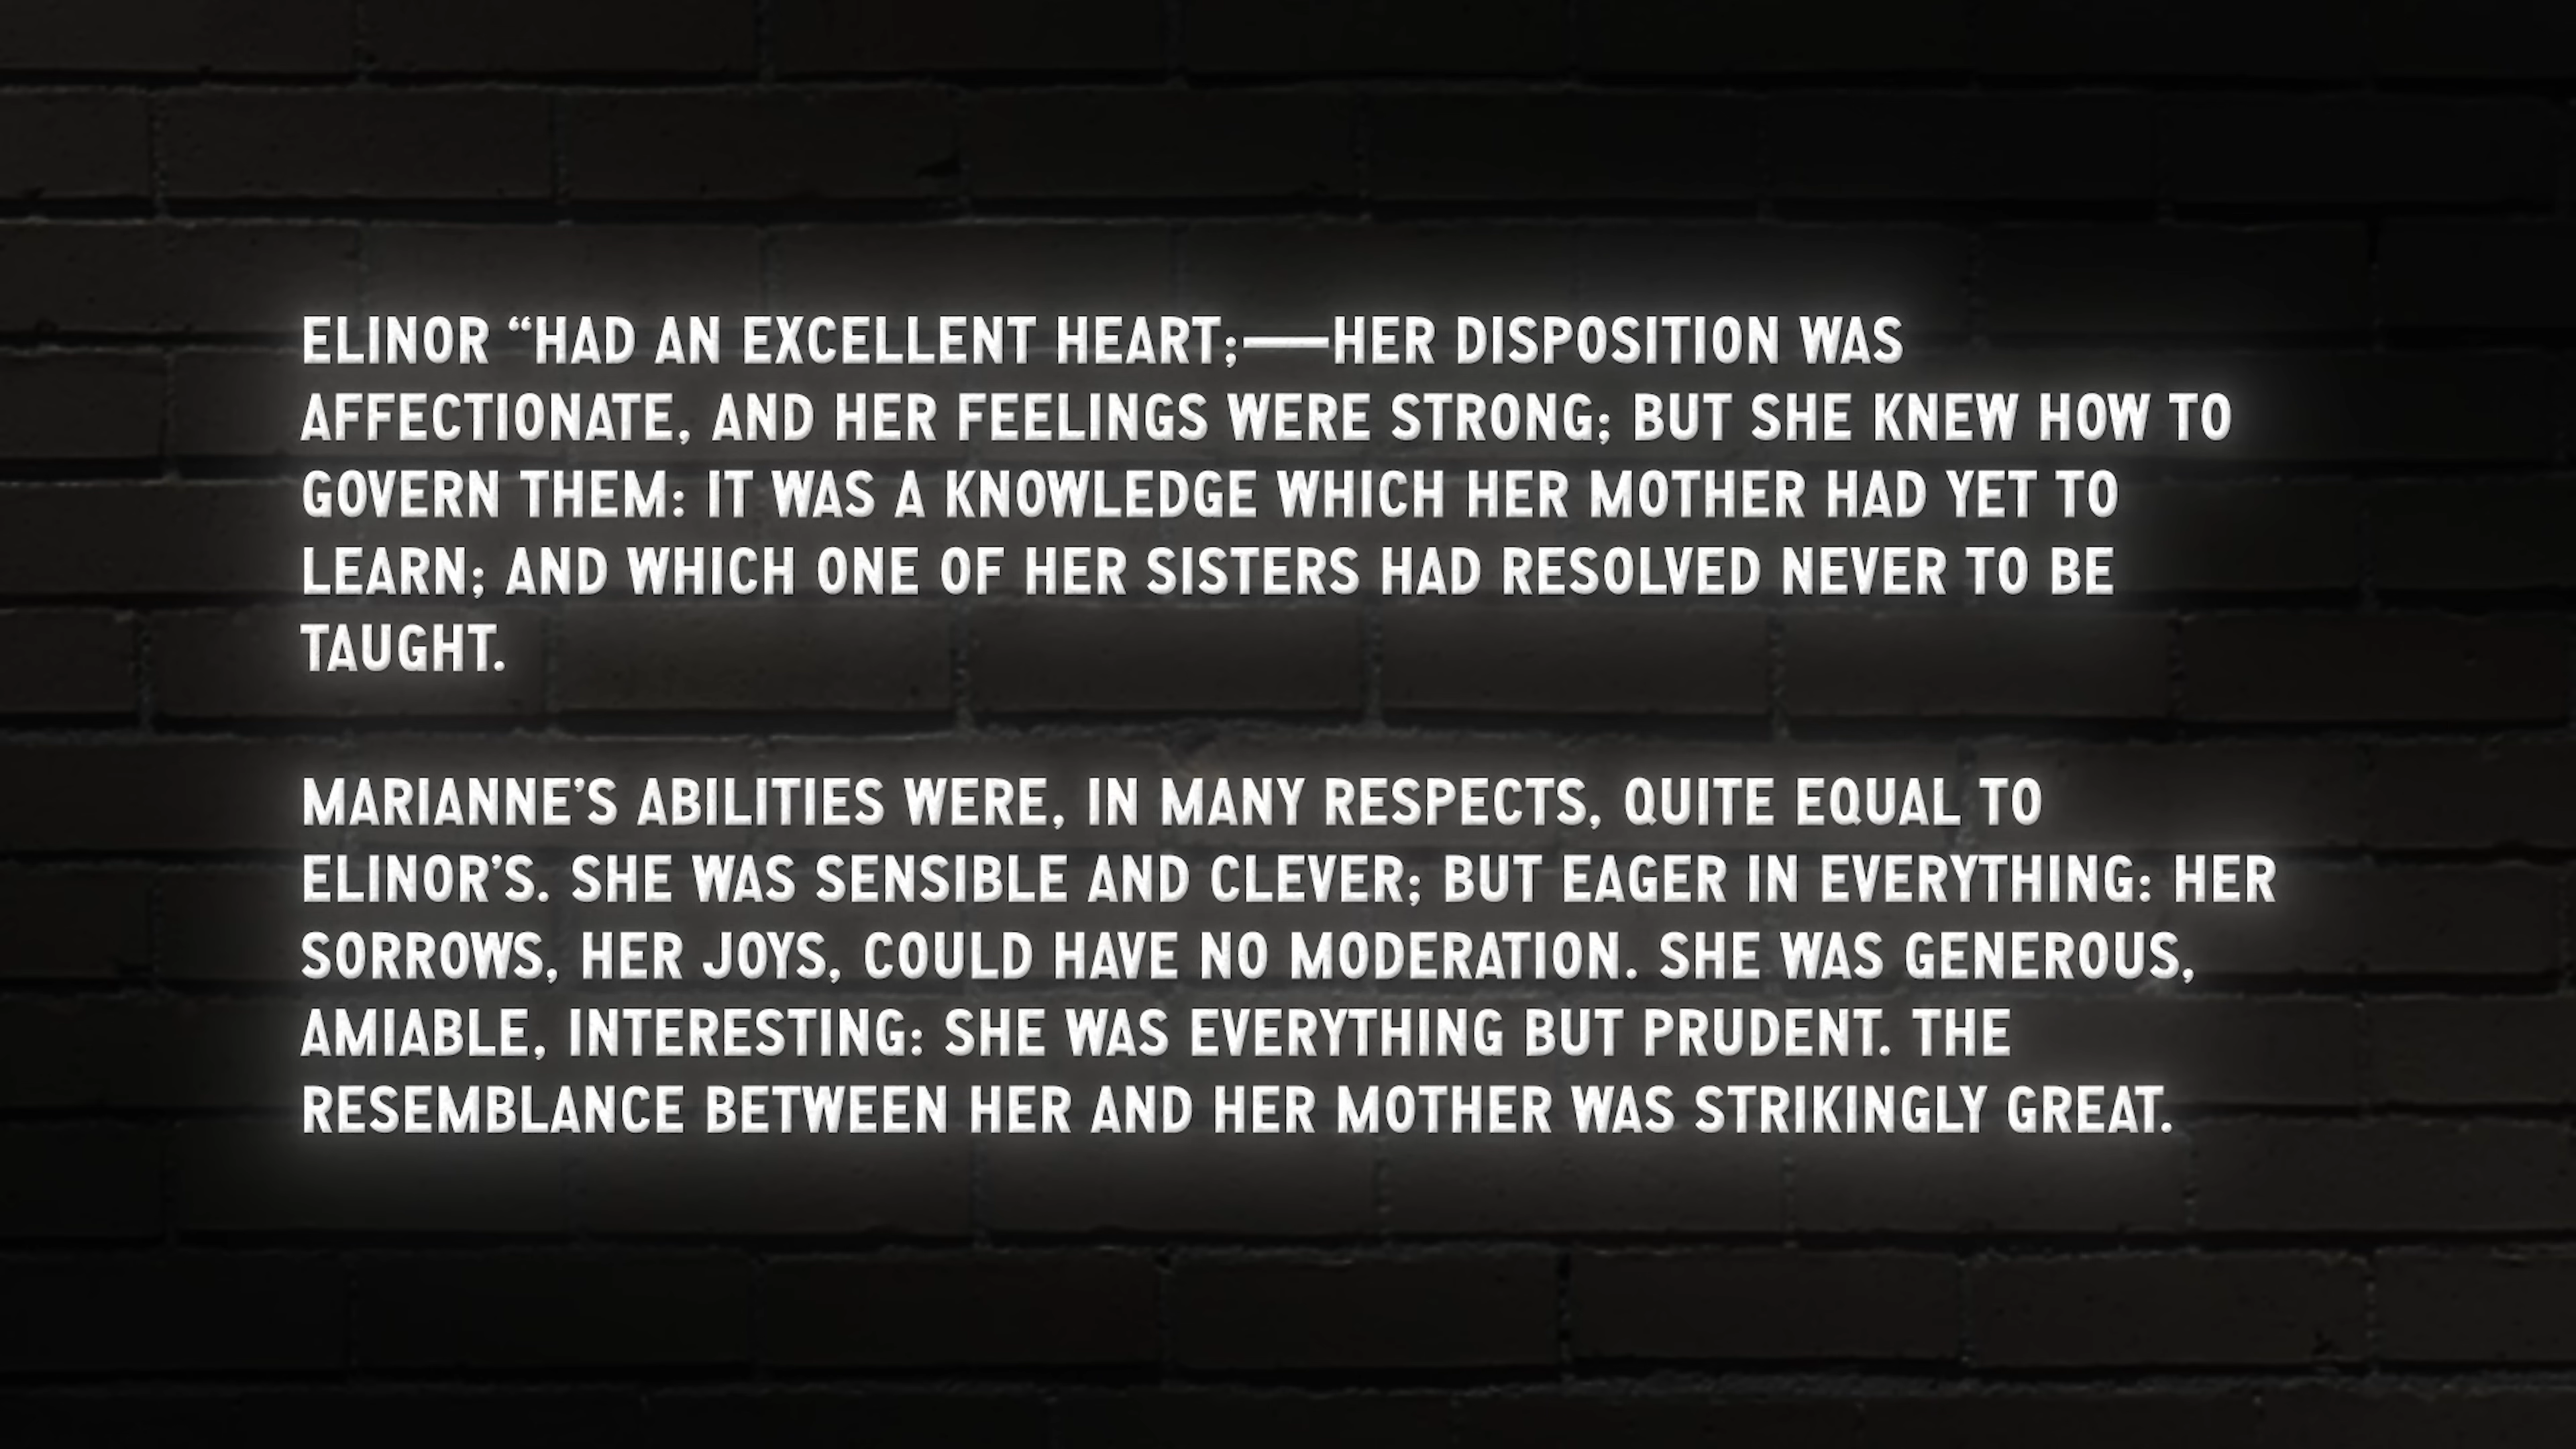 ELINOR “HAD AN EXCELLENT HEART;——HER DISPOSITION WAS
AFFECTIONATE, AND HER FEELINGS WERE STRONG; BUT SHE KNEW HOW TO
GOVERN THEM: IT WAS A KNOWLEDGE WHICH HER MOTHER HAD YET TO
LEARN; AND WHICH ONE OF HER SISTERS HAD RESOLVED NEVER TO BE
TAUGHT.
MARIANNE’S ABILITIES WERE, IN MANY RESPECTS, QUITE EQUAL TO
ELINOR’S. SHE WAS SENSIBLE AND CLEVER; BUT EAGER IN EVERYTHING: HER
SORROWS, HER JOYS, COULD HAVE NO MODERATION. SHE WAS GENEROUS,
AMIABLE, INTERESTING: SHE WAS EVERYTHING BUT PRUDENT. THE
RESEMBLANCE BETWEEN HER AND HER MOTHER WAS STRIKINGLY GREAT.